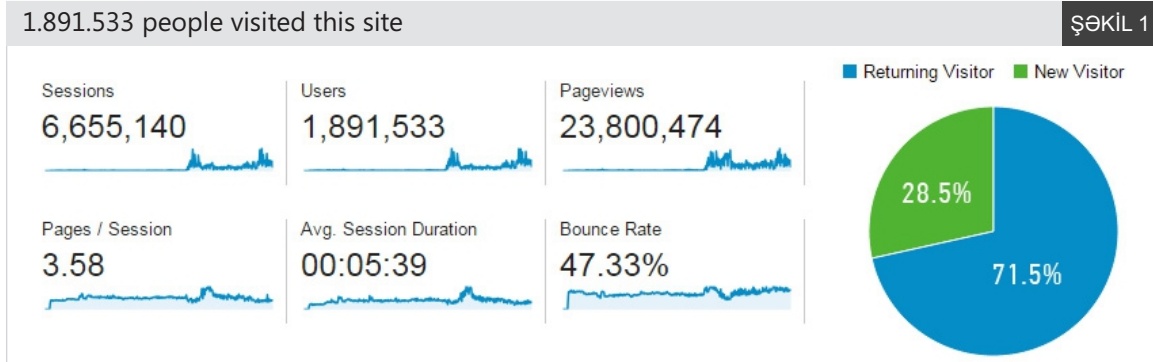 1.891.533 people visited this site
ŞƏKİL 1
Returning Visitor New Visitor
Sessions Users Pageviews
6,655,140 1,891,533 23,800,474
28.5%
71.5%
Pages / Session Avg. Session Duration Bounce Rate
3.58 00:05:39 47.33%